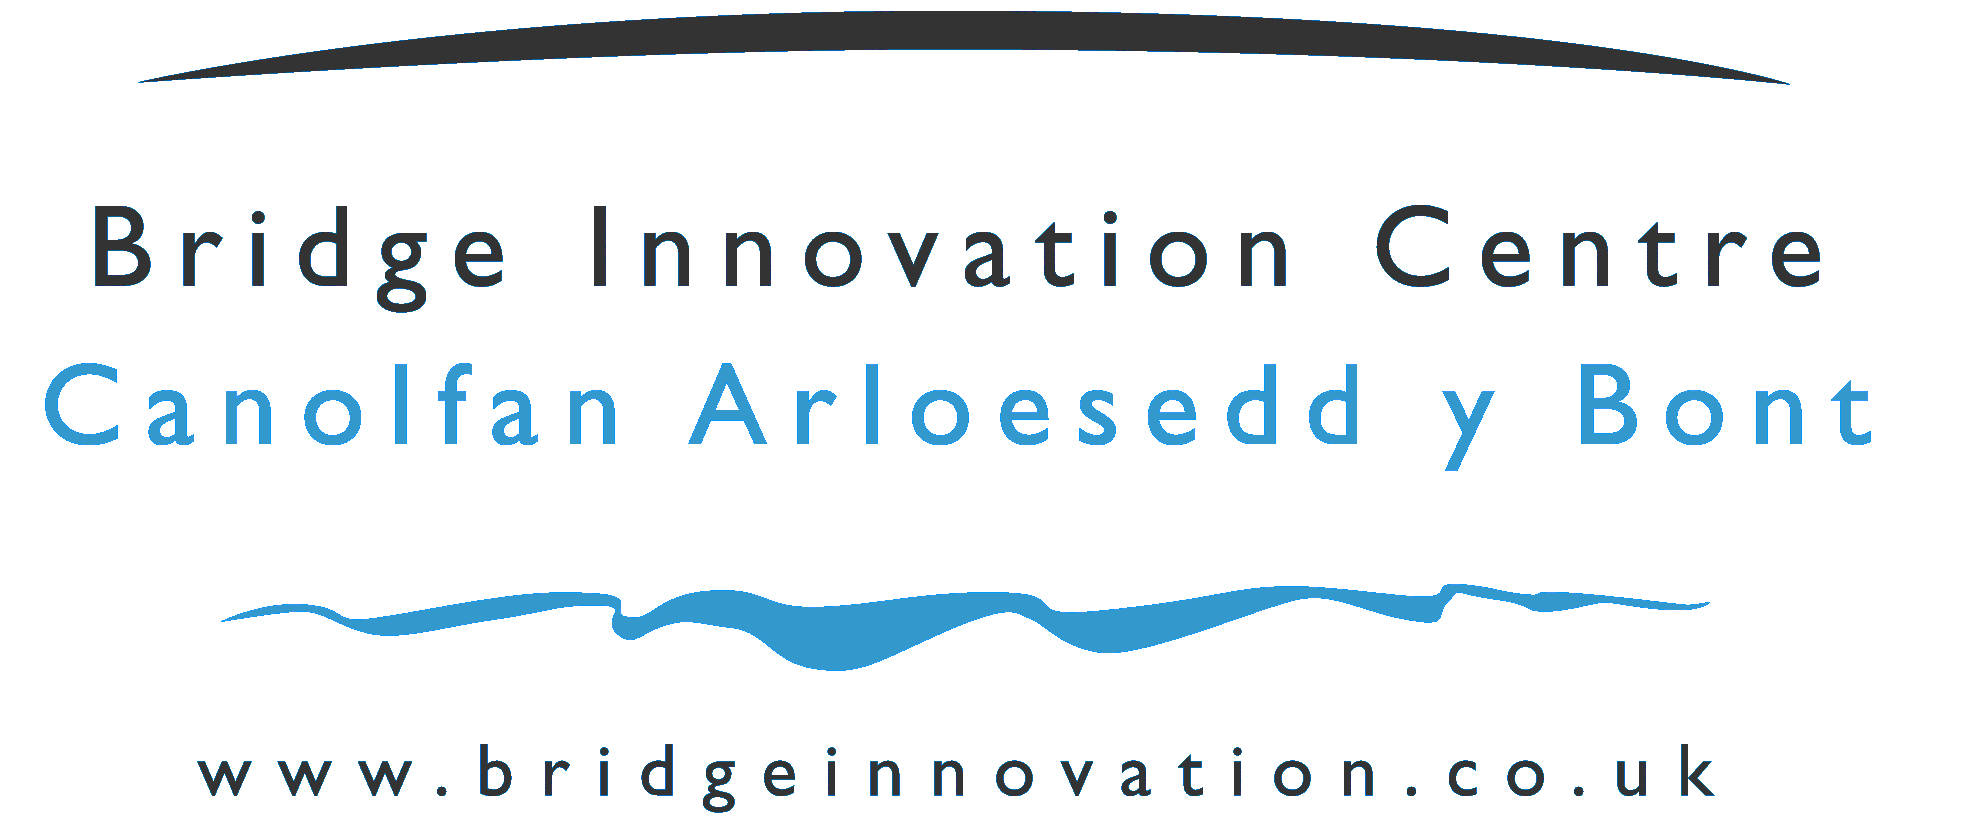 Bridge Innovation Centre
Canolfan Arloesedd y Bont
www.bridgeinnovation.co.uk